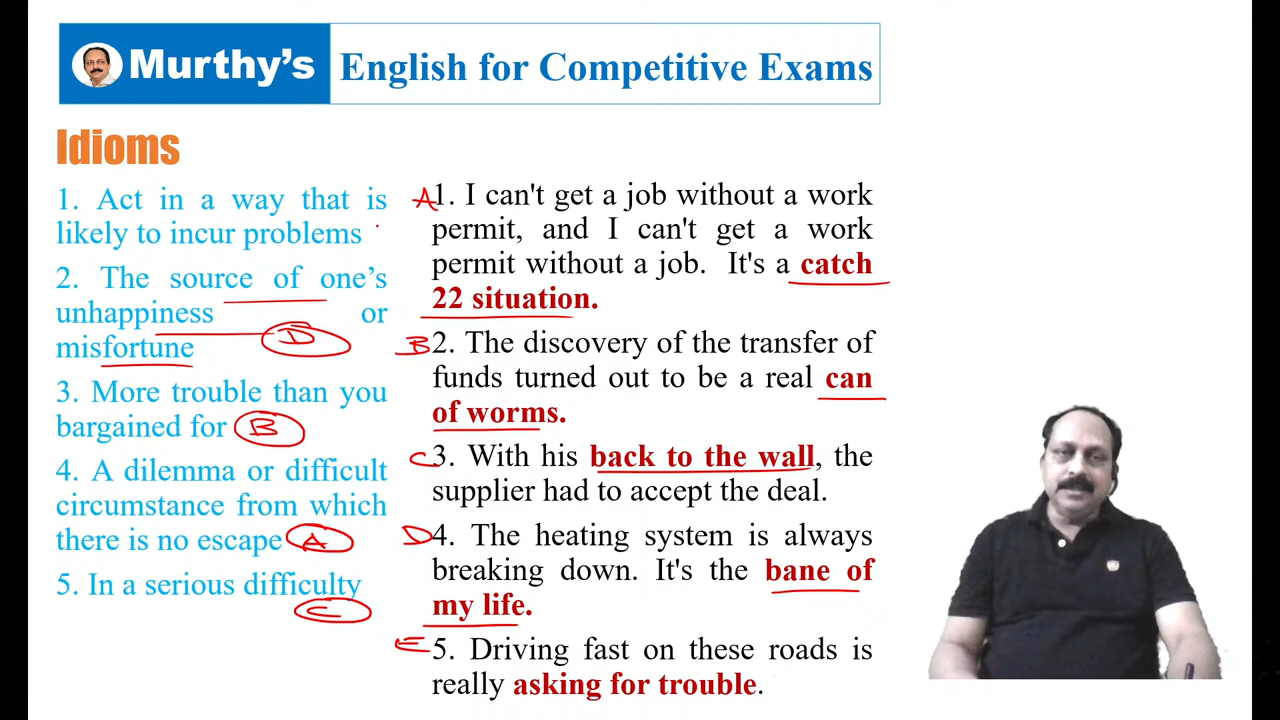 Murthy's
English for Competitive Exams
Idioms
1. Act in a way that is
likely to incur problems
2. The source of one's
unhappiness or
misfortune D
3. More trouble than you
bargained for B
4. A dilemma or difficult
circumstance from which
there is no escape A
5. In a serious difficulty
C
A1. I can't get a job without a work
permit, and I can't get a work
permit without a job. It's a catch
22 situation.
B2. The discovery of the transfer of
funds turned out to be a real can
of worms.
C3. With his back to the wall, the
supplier had to accept the deal.
D4. The heating system is always
breaking down. It's the bane of
my life.
E5. Driving fast on these roads is
really asking for trouble.